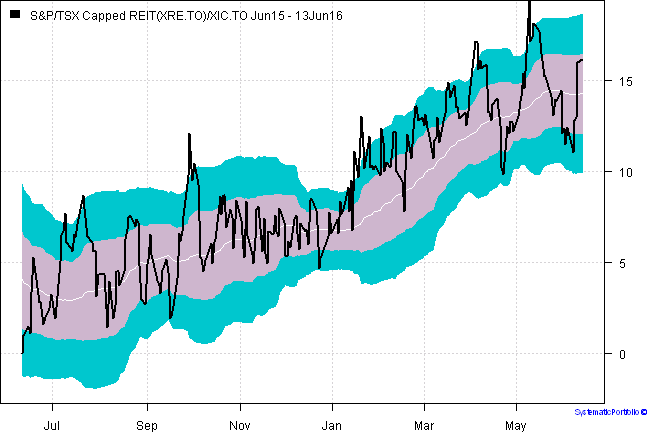 S&P/TSX Capped REIT(XRE.TO)/XIC.TO Jun15 - 13Jun16
15
10
5
0
Jul Sep Nov Jan Mar May
SystematicPortfolio ©